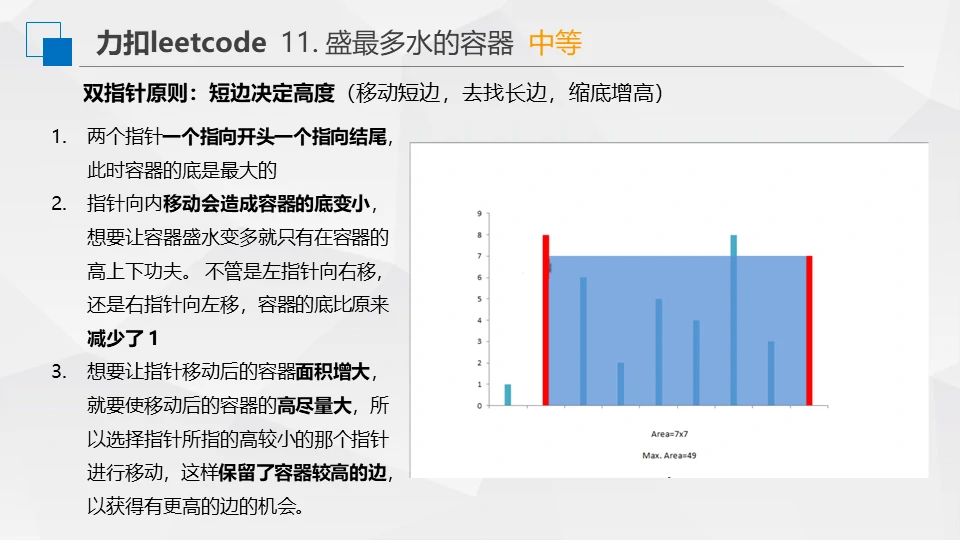 力扣leetcode 11. 盛最多水的容器 中等
双指针原则：短边决定高度（移动短边，去找长边，缩底增高）
1. 两个指针一个指向开头一个指向结尾，
此时容器的底是最大的
2. 指针向内移动会造成容器的底变小，
想要让容器盛水变多就只有在容器的
高上下功夫。 不管是左指针向右移，
还是右指针向左移，容器的底比原来
减少了 1
3. 想要让指针移动后的容器面积增大，
就要使移动后的容器的高尽量大，所
以选择指针所指的高较小的那个指针
进行移动，这样保留了容器较高的边，
以获得有更高的边的机会。
9
8
7
6
5
4
3
2
1
0
Area=7x7
Max. Area=49